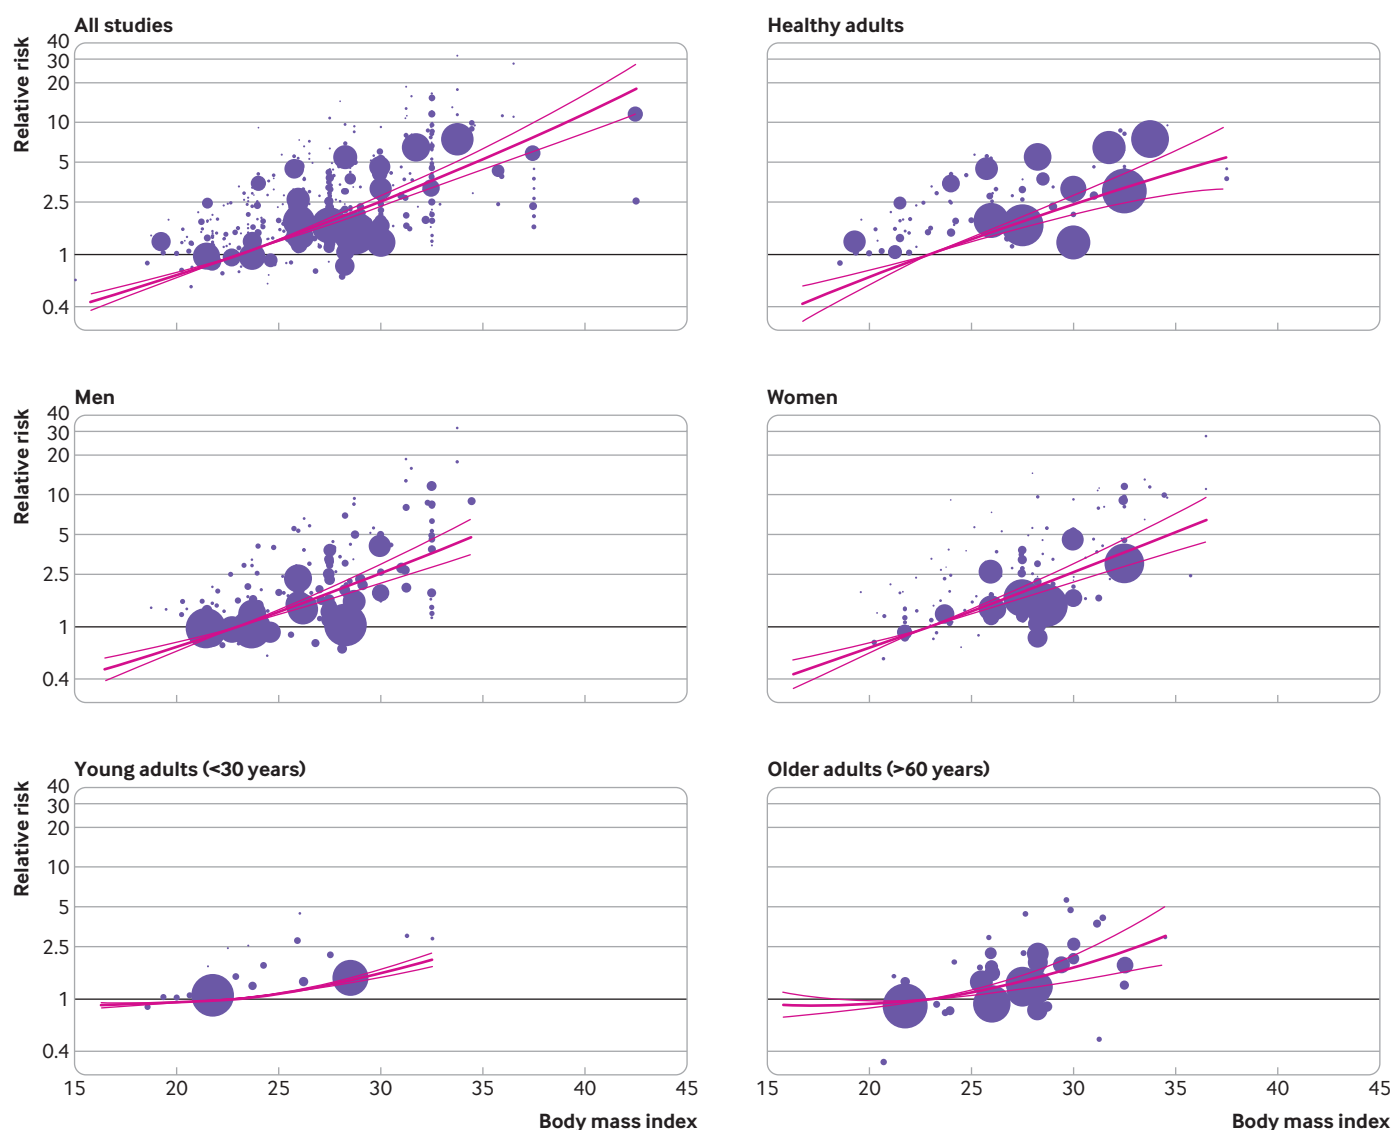 All studies
Healthy adults
Relative risk
40
30
20
10
5
2.5
1
0.4
Men
Women
Relative risk
40
30
20
10
5
2.5
1
0.4
Young adults (<30 years)
Older adults (>60 years)
Relative risk
40
30
20
10
5
2.5
1
0.4
15 20 25 30 35 40 45
15 20 25 30 35 40 45
Body mass index
Body mass index